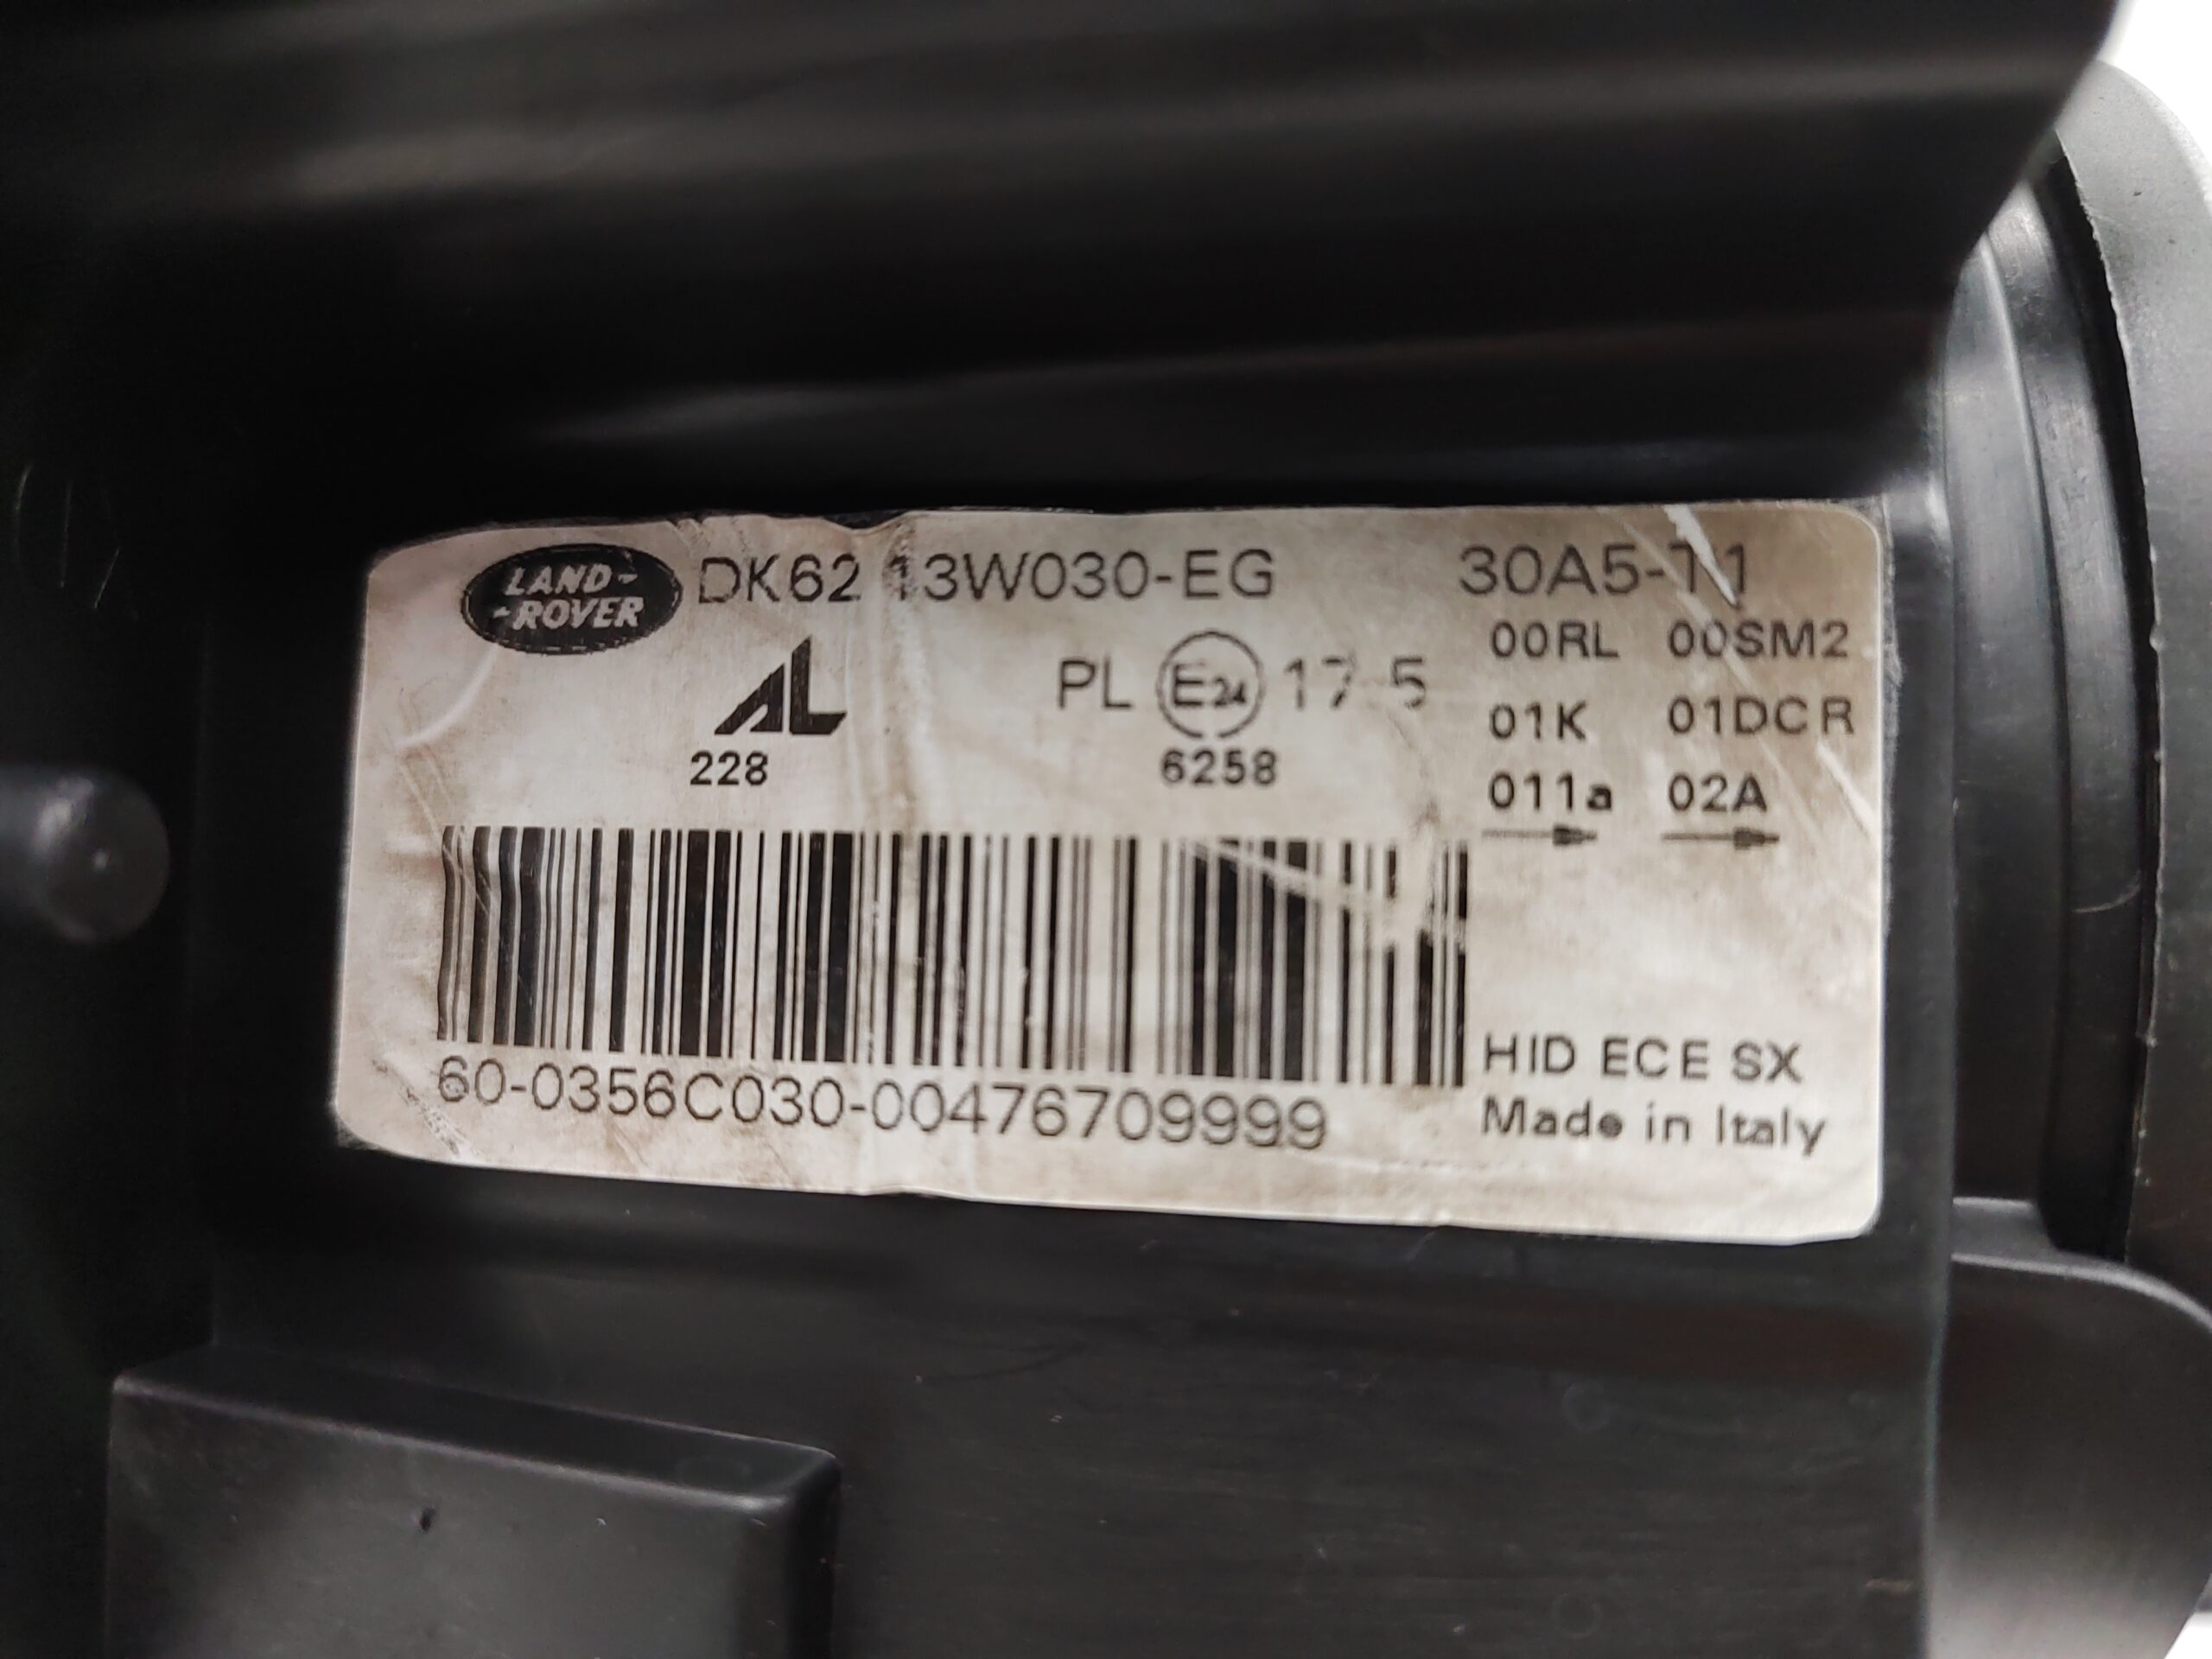 LAND-
-ROVER
DK62 13W030-EG 30A5-T1
AL
228
PL E24 17 5
6258
00RL 00SM2
01K 01DCR
011a 02A
60-0356C030-00476709999
HID ECE SX
Made in Italy